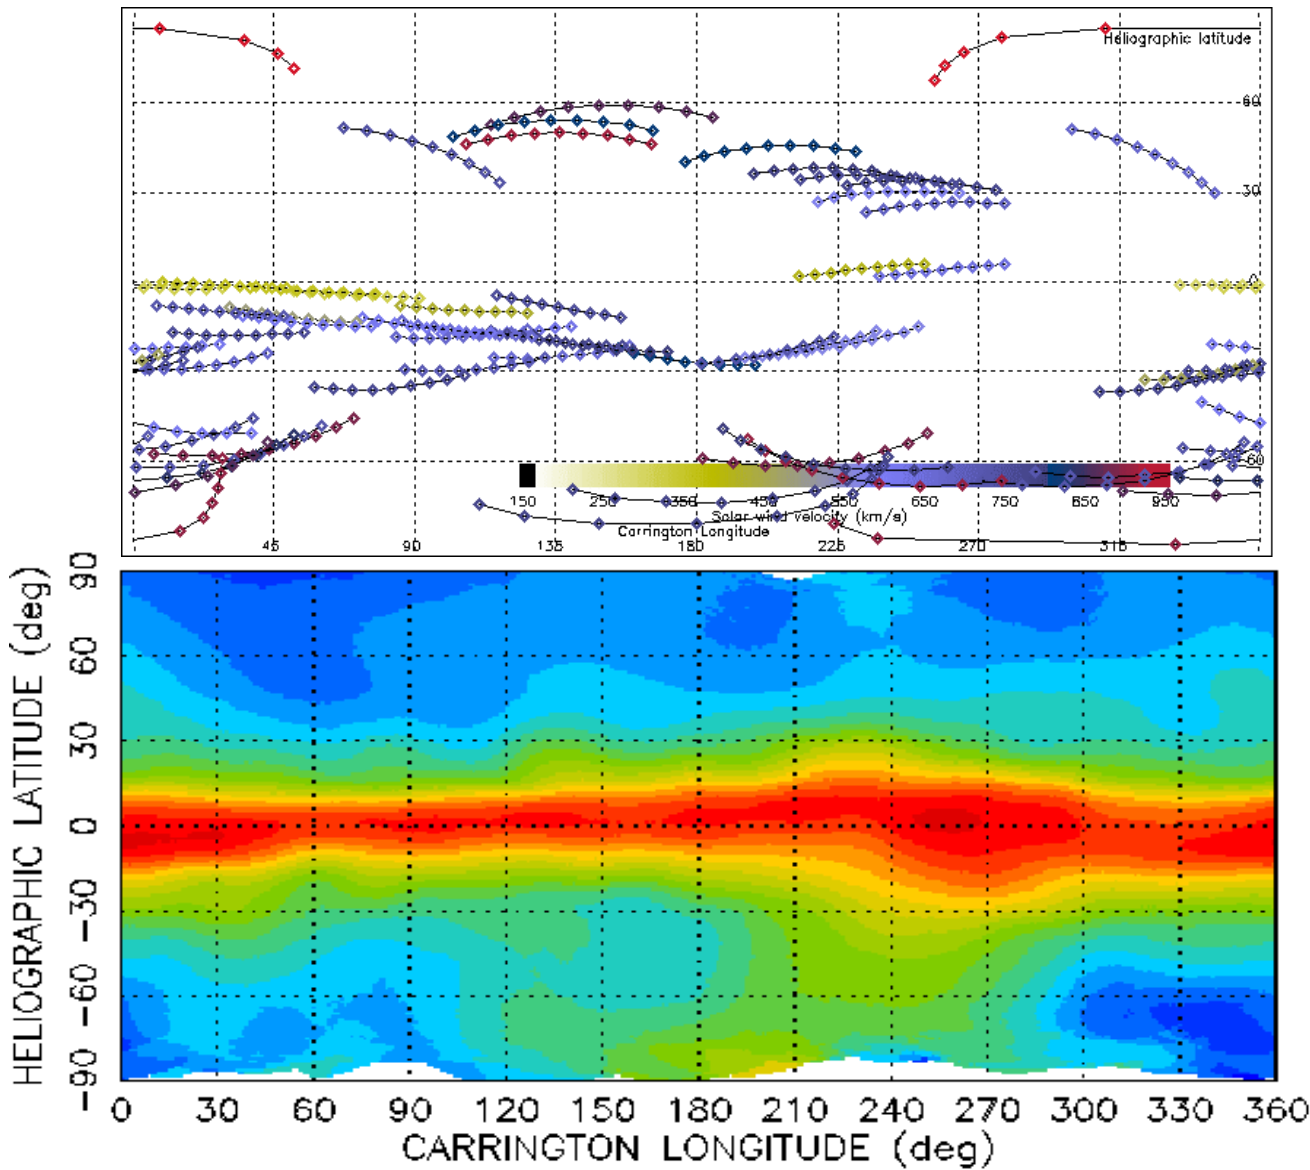 Heliographic latitude
60
30
0
60
150 250 350 450 550 650 750 850 950
Solar wind velocity (km/s)
Carrington Longitude
45 90 135 180 225 270 315
HELIOGRAPHIC LATITUDE (deg)
90
60
30
0
-30
-60
-90
0 30 60 90 120 150 180 210 240 270 300 330 360
CARRINGTON LONGITUDE (deg)